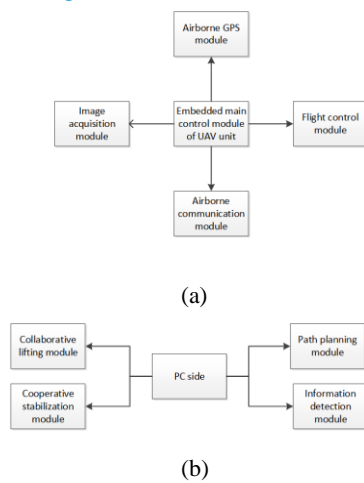 Airborne GPS
module
Image
acquisition
module
Embedded main
control module
of UAV unit
Flight control
module
Airborne
communication
module
(a)
Collaborative
lifting module
Path planning
module
PC side
Cooperative
stabilization
module
Information
detection
module
(b)